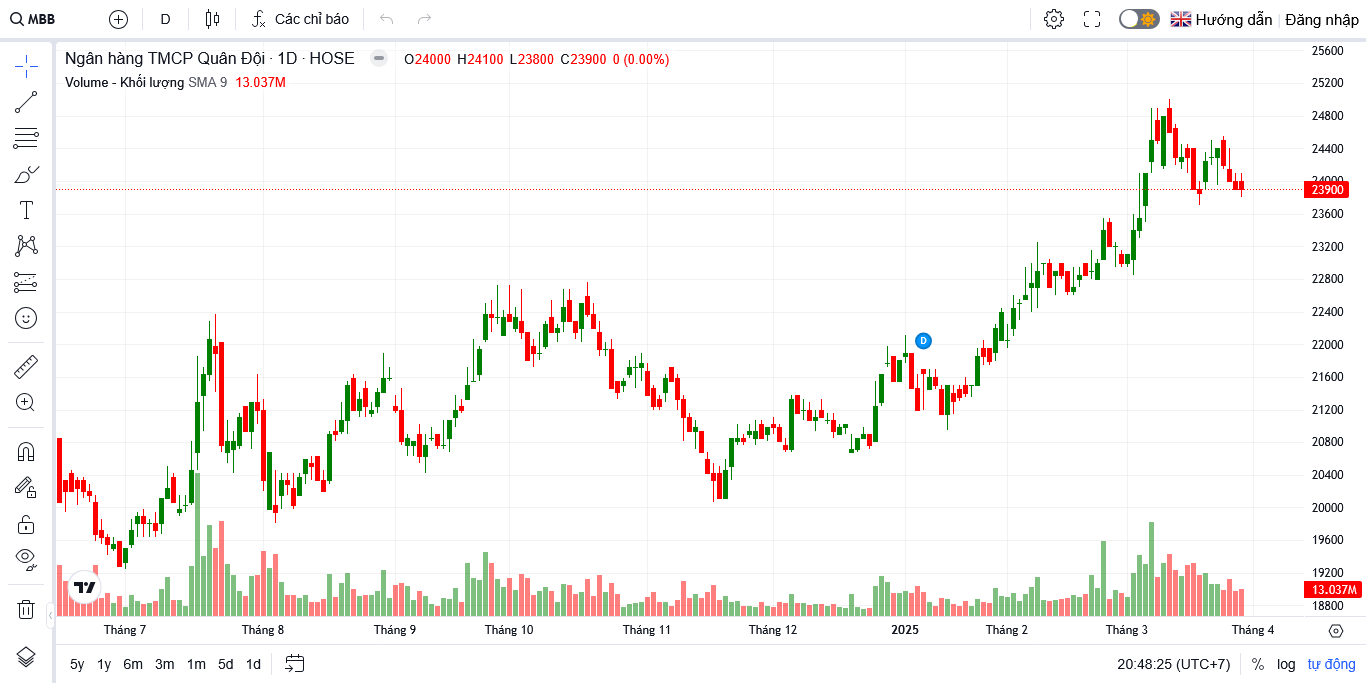 MBB D Các chỉ báo Hướng dẫn Đăng nhập
Ngân hàng TMCP Quân Đội · 1D · HOSE O24000 H24100 L23800 C23900 0 (0.00%)
Volume - Khối lượng SMA 9 13.037M
25600
25200
24800
24400
24000
23900
23600
23200
22800
22400
22000
D
21600
21200
20800
20400
20000
19600
19200
13.037M
18800
Tháng 7 Tháng 8 Tháng 9 Tháng 10 Tháng 11 Tháng 12 2025 Tháng 2 Tháng 3 Tháng 4
5y 1y 6m 3m 1m 5d 1d 20:48:25 (UTC+7) % log tự động